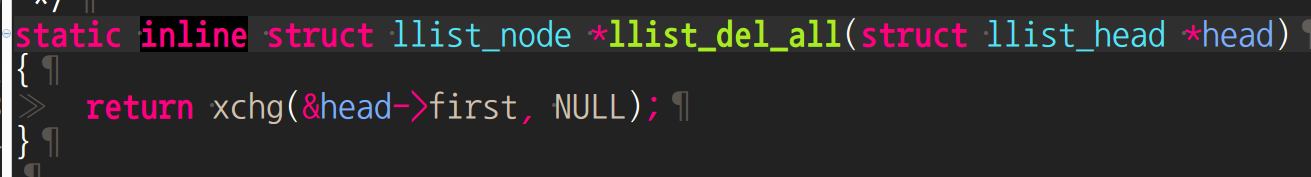 */
static inline struct llist_node *llist_del_all(struct llist_head *head)
{
return xchg(&head->first, NULL);
}